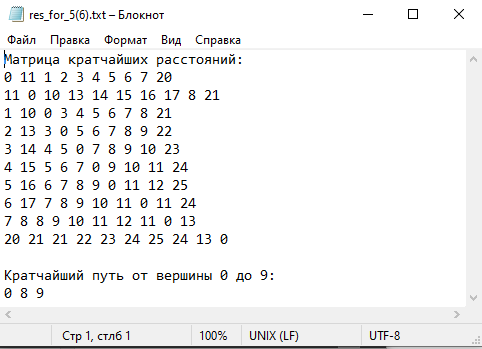 res_for_5(6).txt – Блокнот
Файл Правка Формат Вид Справка
Матрица кратчайших расстояний:
0 11 1 2 3 4 5 6 7 20
11 0 10 13 14 15 16 17 8 21
1 10 0 3 4 5 6 7 8 21
2 13 3 0 5 6 7 8 9 22
3 14 4 5 0 7 8 9 10 23
4 15 5 6 7 0 9 10 11 24
5 16 6 7 8 9 0 11 12 25
6 17 7 8 9 10 11 0 11 24
7 8 8 9 10 11 12 11 0 13
20 21 21 22 23 24 25 24 13 0
Кратчайший путь от вершины 0 до 9:
0 8 9
Стр 1, стлб 1 100% UNIX (LF) UTF-8